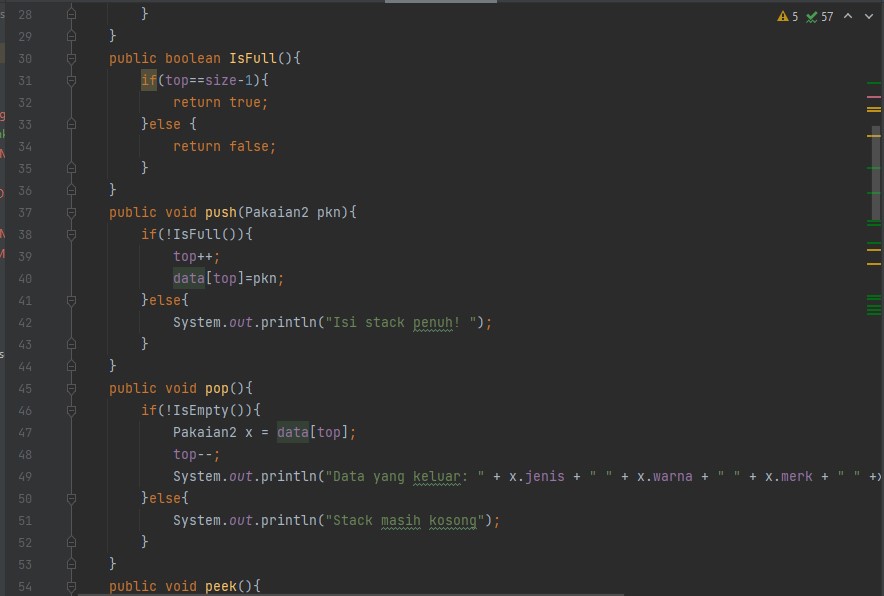 5 57
28 }
29 }
30 public boolean IsFull(){
31 if(top==size-1){
32 return true;
33 }else {
34 return false;
35 }
36 }
37 public void push(Pakaian2 pkn){
38 if(!IsFull()){
39 top++;
40 data[top]=pkn;
41 }else{
42 System.out.println("Isi stack penuh! ");
43 }
44 }
45 public void pop(){
46 if(!IsEmpty()){
47 Pakaian2 x = data[top];
48 top--;
49 System.out.println("Data yang keluar: " + x.jenis + " " + x.warna + " " + x.merk + " " +x
50 }else{
51 System.out.println("Stack masih kosong");
52 }
53 }
54 public void peek(){